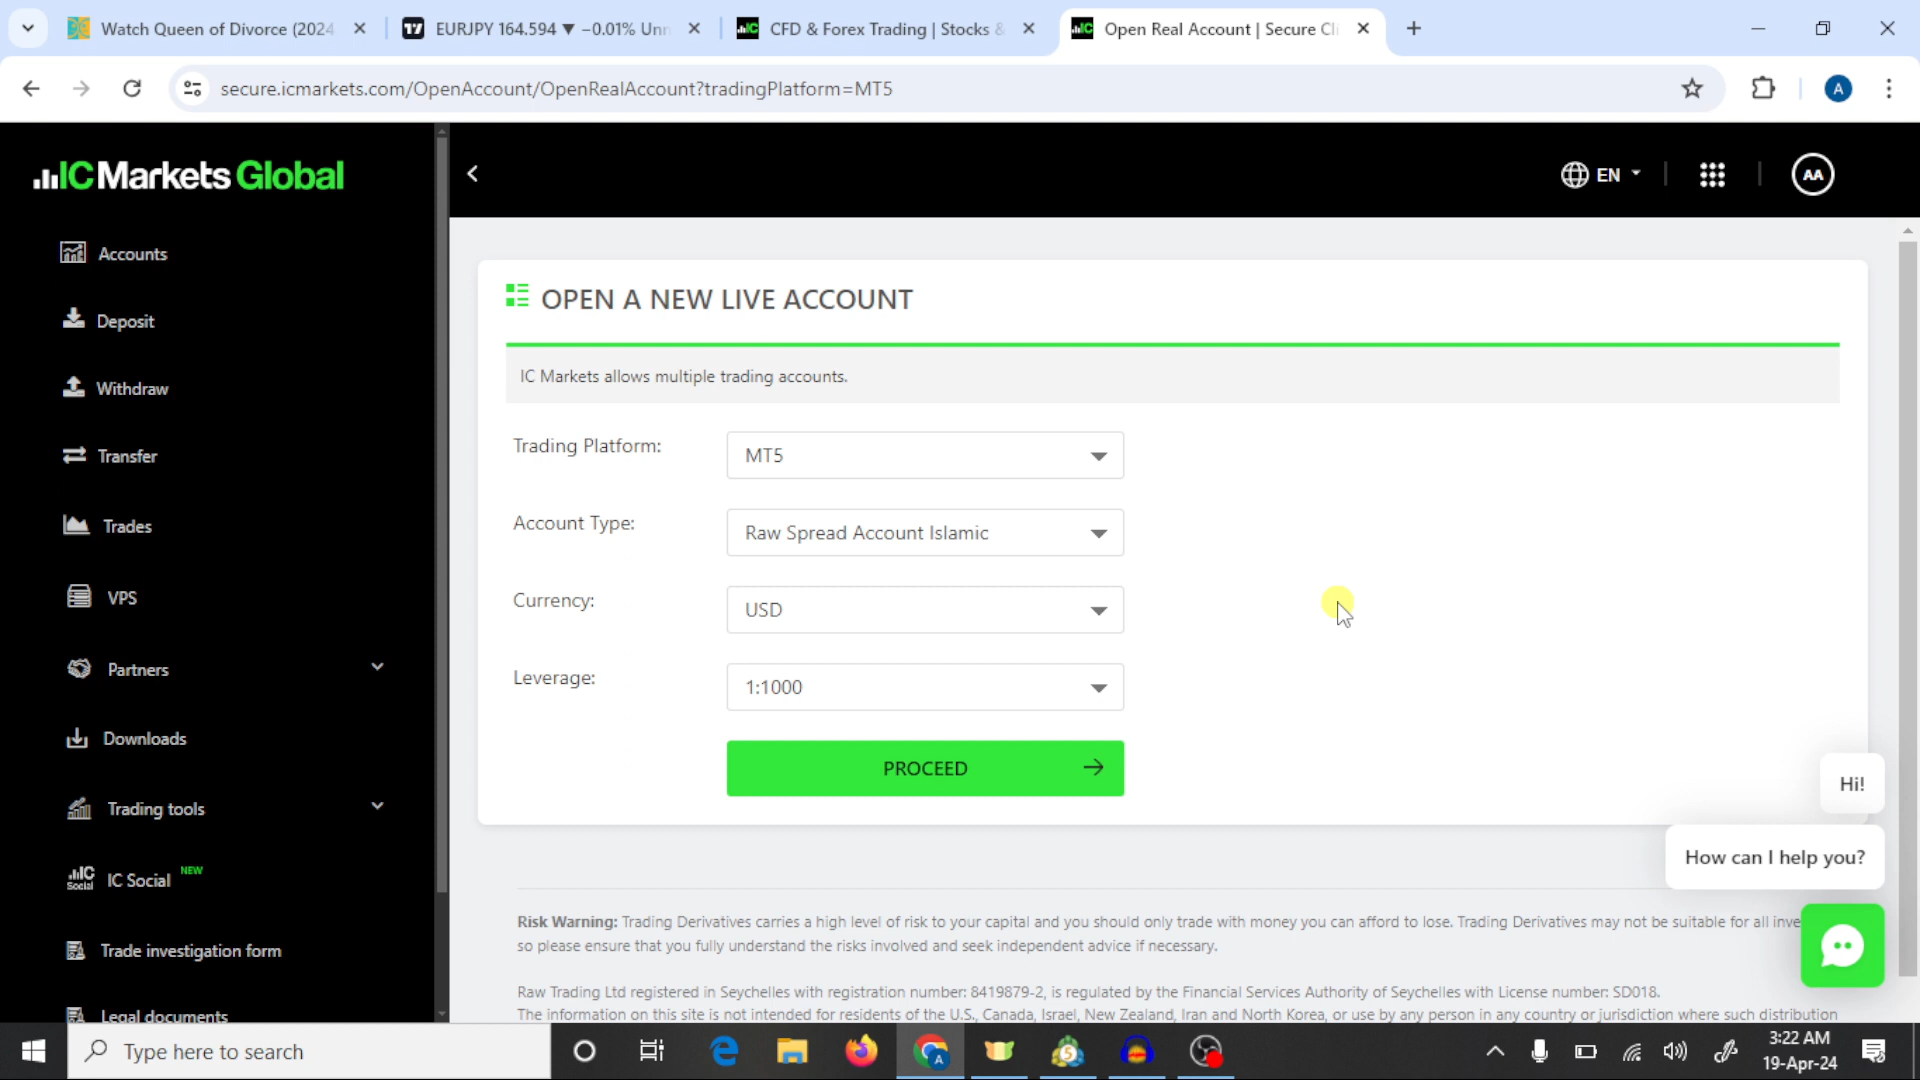 Watch Queen of Divorce (2024
EURJPY 164.594 ▼ −0.01% Unn
CFD & Forex Trading | Stocks &
Open Real Account | Secure Cli
secure.icmarkets.com/OpenAccount/OpenRealAccount?tradingPlatform=MT5
A
IC Markets Global
EN
AA
Accounts
Deposit
Withdraw
Transfer
Trades
VPS
Partners
Downloads
Trading tools
IC Social NEW
Trade investigation form
Legal documents
OPEN A NEW LIVE ACCOUNT
IC Markets allows multiple trading accounts.
Trading Platform:
MT5
Account Type:
Raw Spread Account Islamic
Currency:
USD
Leverage:
1:1000
PROCEED
Hi!
How can I help you?
Risk Warning: Trading Derivatives carries a high level of risk to your capital and you should only trade with money you can afford to lose. Trading Derivatives may not be suitable for all inve
so please ensure that you fully understand the risks involved and seek independent advice if necessary.
Raw Trading Ltd registered in Seychelles with registration number: 8419879-2, is regulated by the Financial Services Authority of Seychelles with License number: SD018.
The information on this site is not intended for residents of the U.S., Canada, Israel, New Zealand, Iran and North Korea, or use by any person in any country or jurisdiction where such distribution
Type here to search
3:22 AM
19-Apr-24